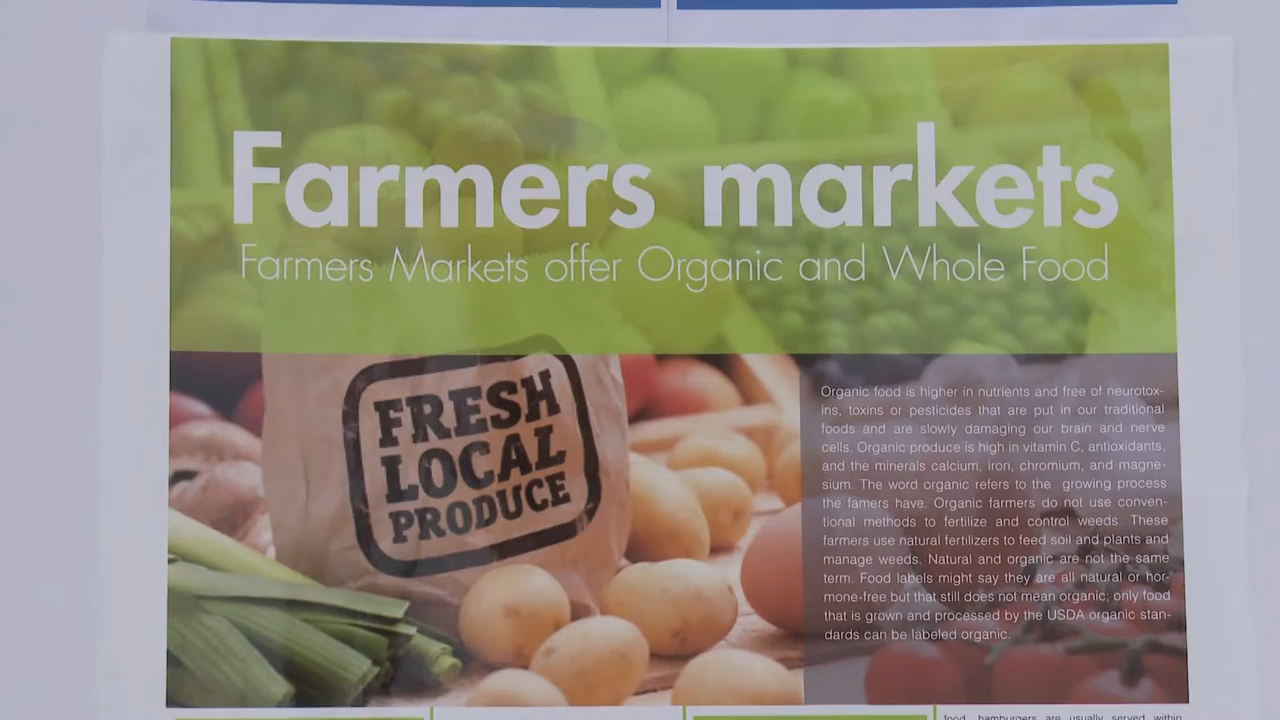 Farmers markets
Farmers Markets offer Organic and Whole Food
FRESH
LOCAL
PRODUCE
Organic food is higher in nutrients and free of neurotox-
ins, toxins or pesticides that are put in our traditional
foods and are slowly damaging our brain and nerve
cells. Organic produce is high in vitamin C, antioxidants,
and the minerals calcium, iron, chromium, and magne-
sium. The word organic refers to the growing process
the famers have. Organic farmers do not use conven-
tional methods to fertilize and control weeds. These
farmers use natural fertilizers to feed soil and plants and
manage weeds. Natural and organic are not the same
term. Food labels might say they are all natural or hor-
mone-free but that still does not mean organic; only food
that is grown and processed by the USDA organic stan-
dards can be labeled organic.
food, hamburgers are usually served within